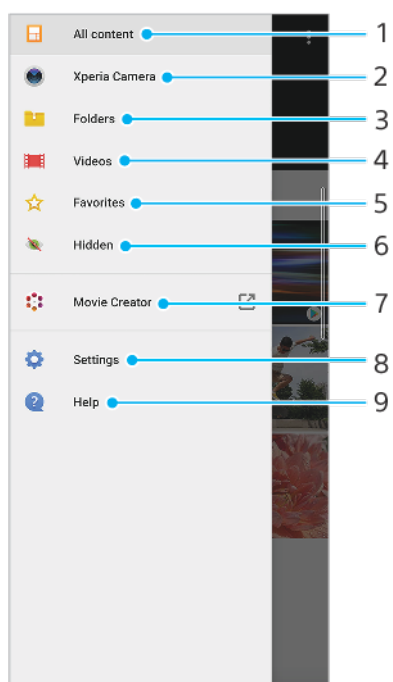 All content 1
Xperia Camera 2
Folders 3
Videos 4
Favorites 5
Hidden 6
Movie Creator 7
Settings 8
Help 9